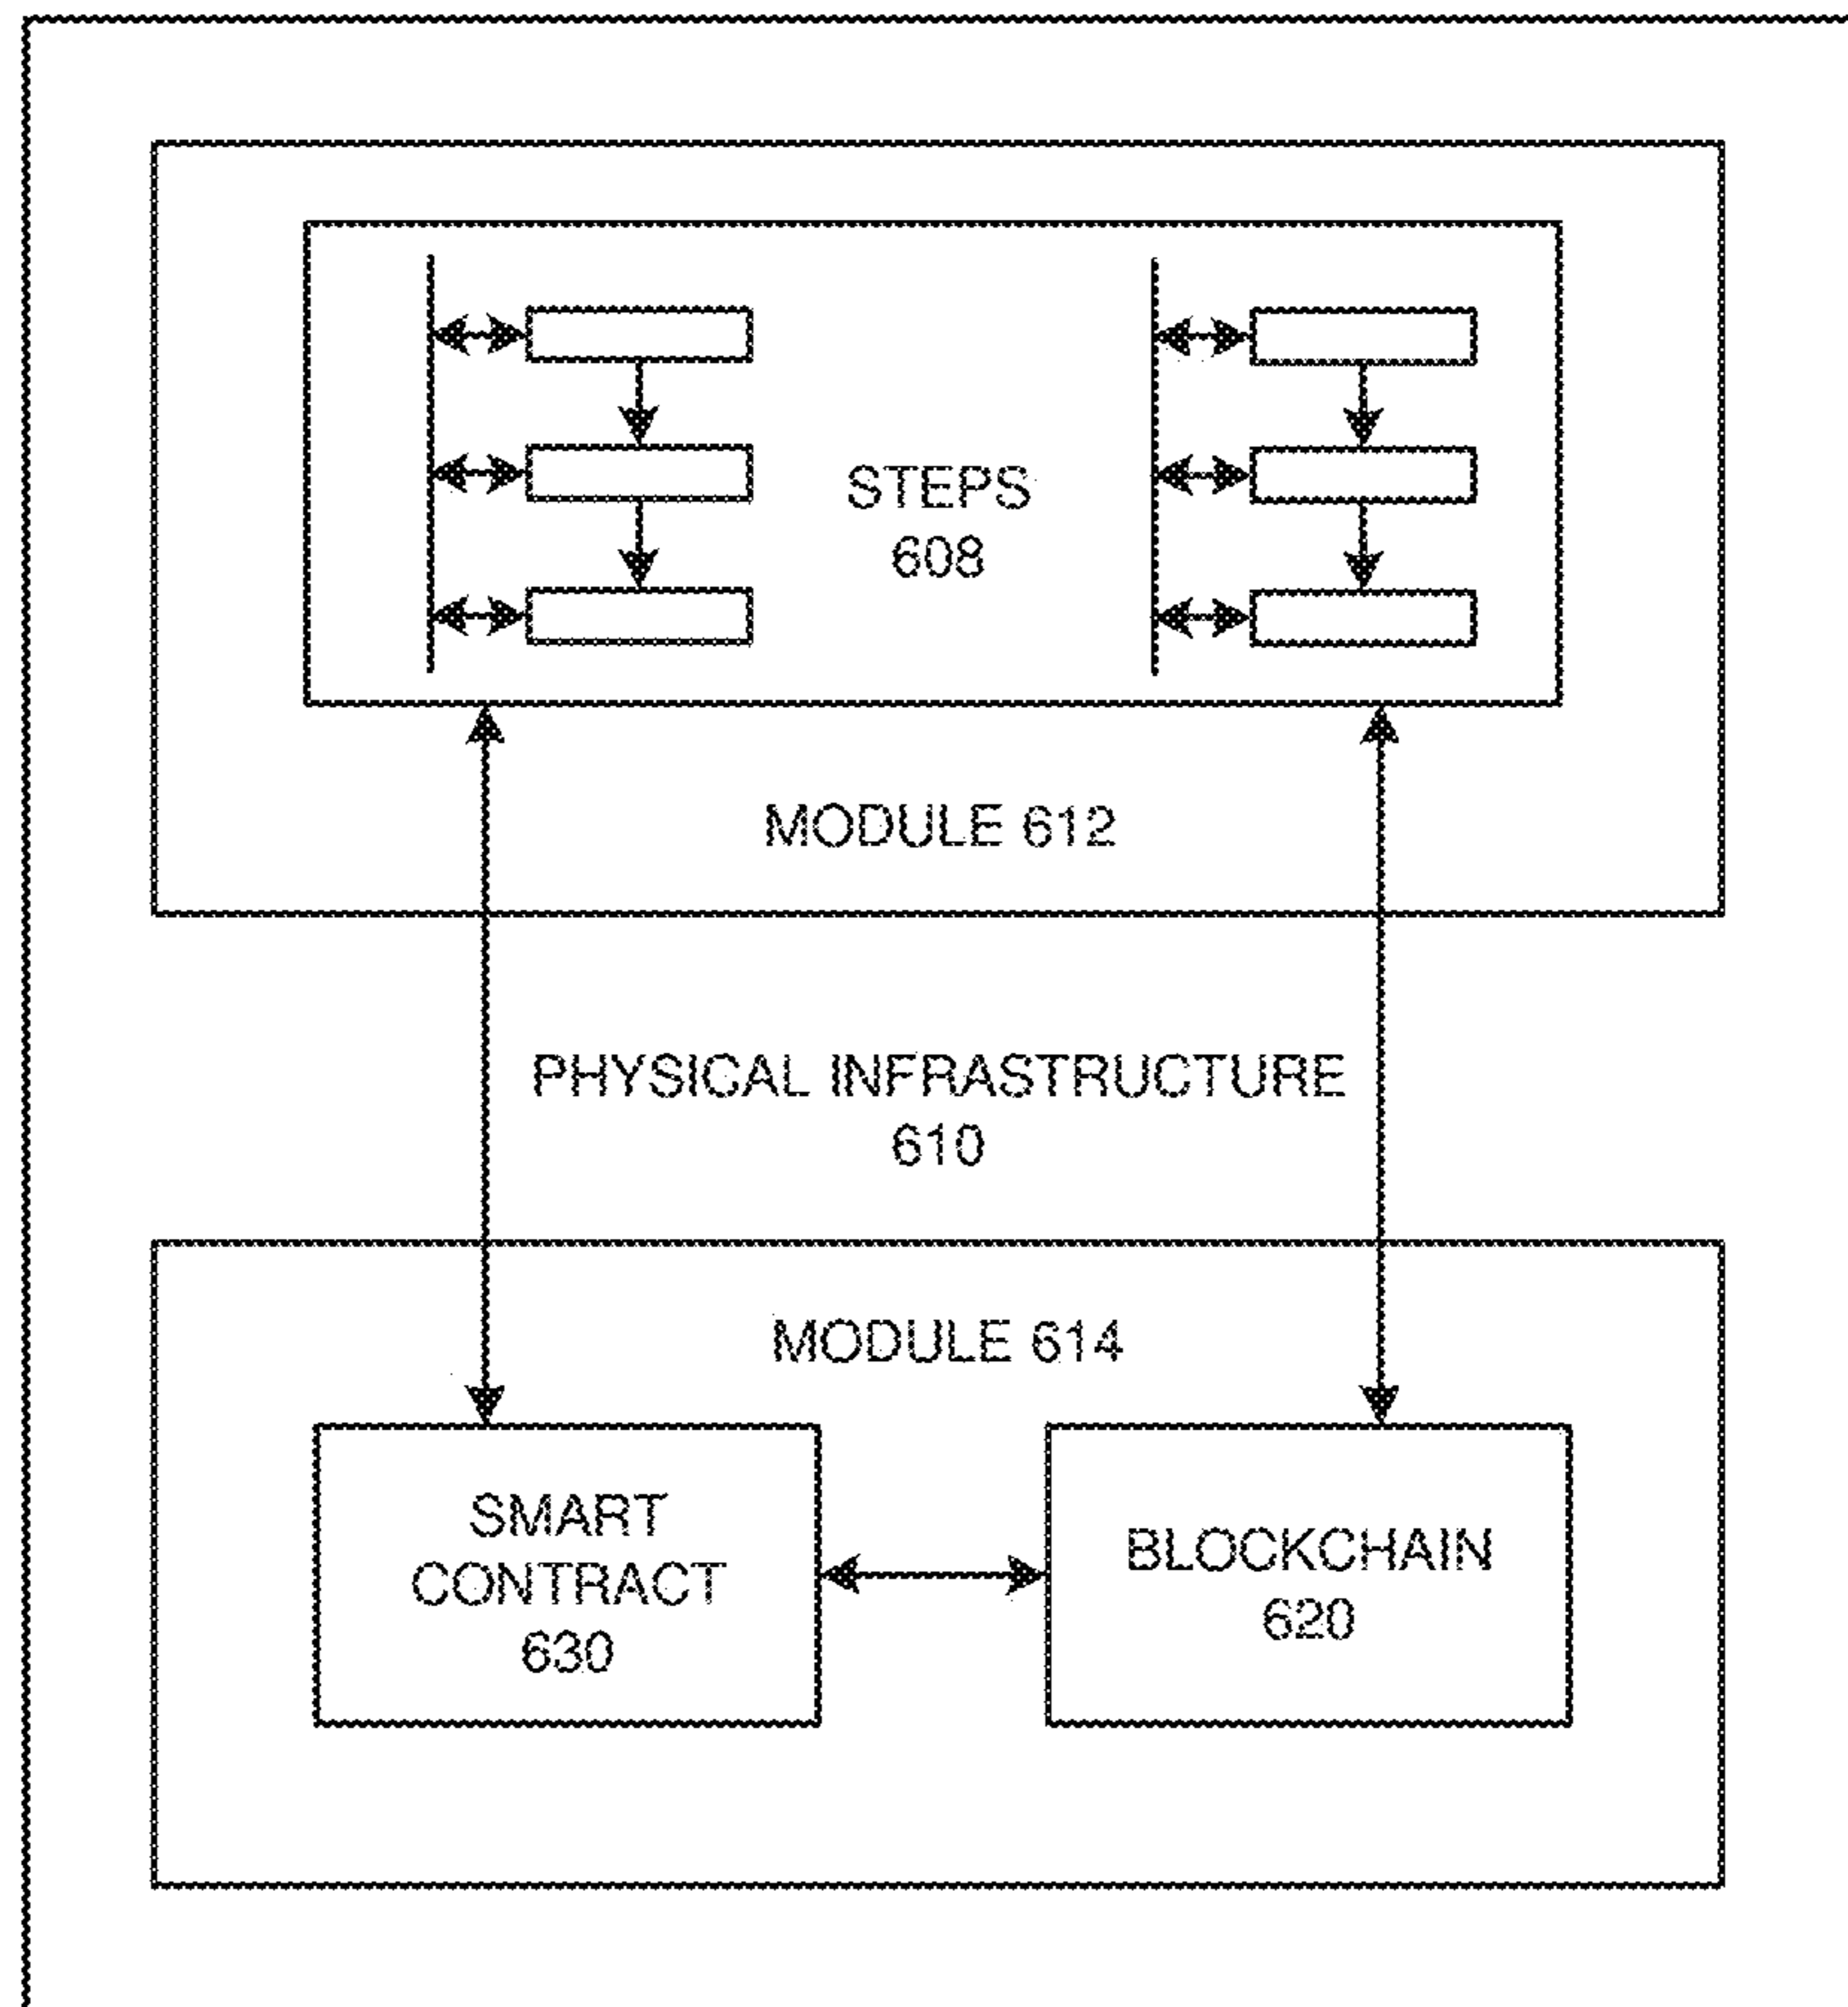 STEPS
608
MODULE 612
PHYSICAL INFRASTRUCTURE
610
MODULE 614
SMART
CONTRACT
630
BLOCKCHAIN
620